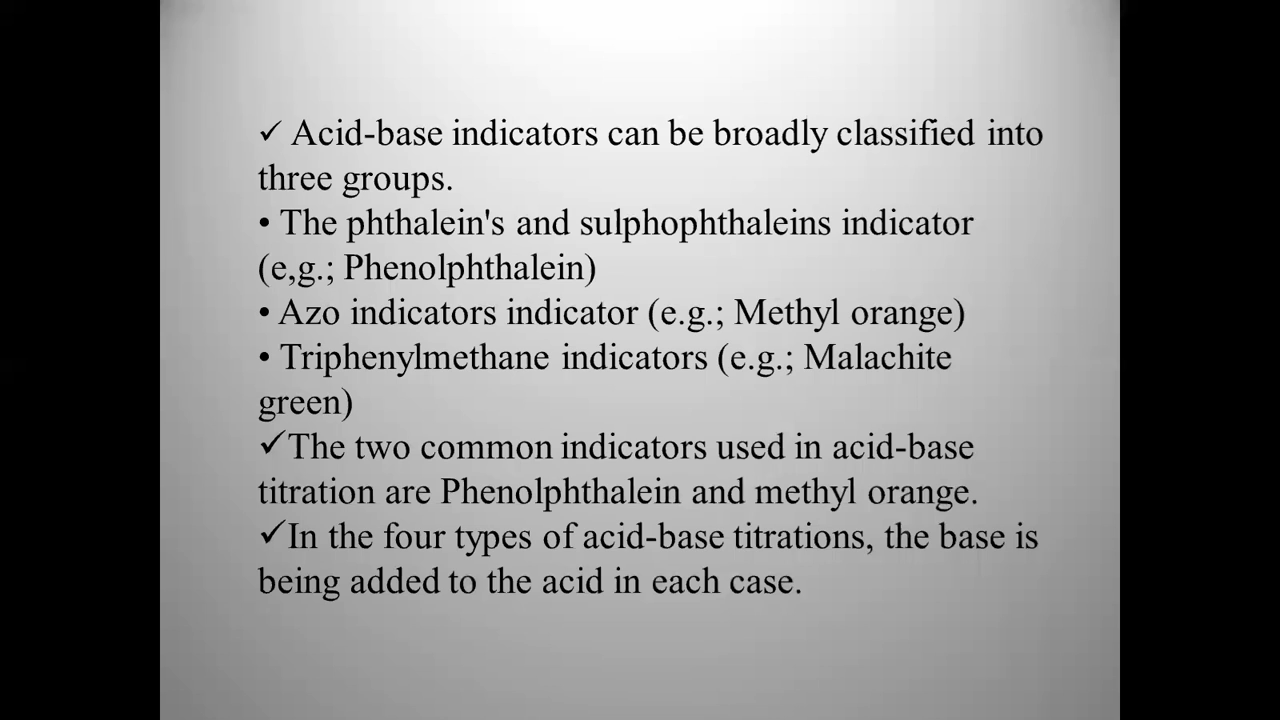 ✓ Acid-base indicators can be broadly classified into
three groups.
• The phthalein's and sulphophthaleins indicator
(e,g.; Phenolphthalein)
• Azo indicators indicator (e.g.; Methyl orange)
• Triphenylmethane indicators (e.g.; Malachite
green)
✓The two common indicators used in acid-base
titration are Phenolphthalein and methyl orange.
✓In the four types of acid-base titrations, the base is
being added to the acid in each case.